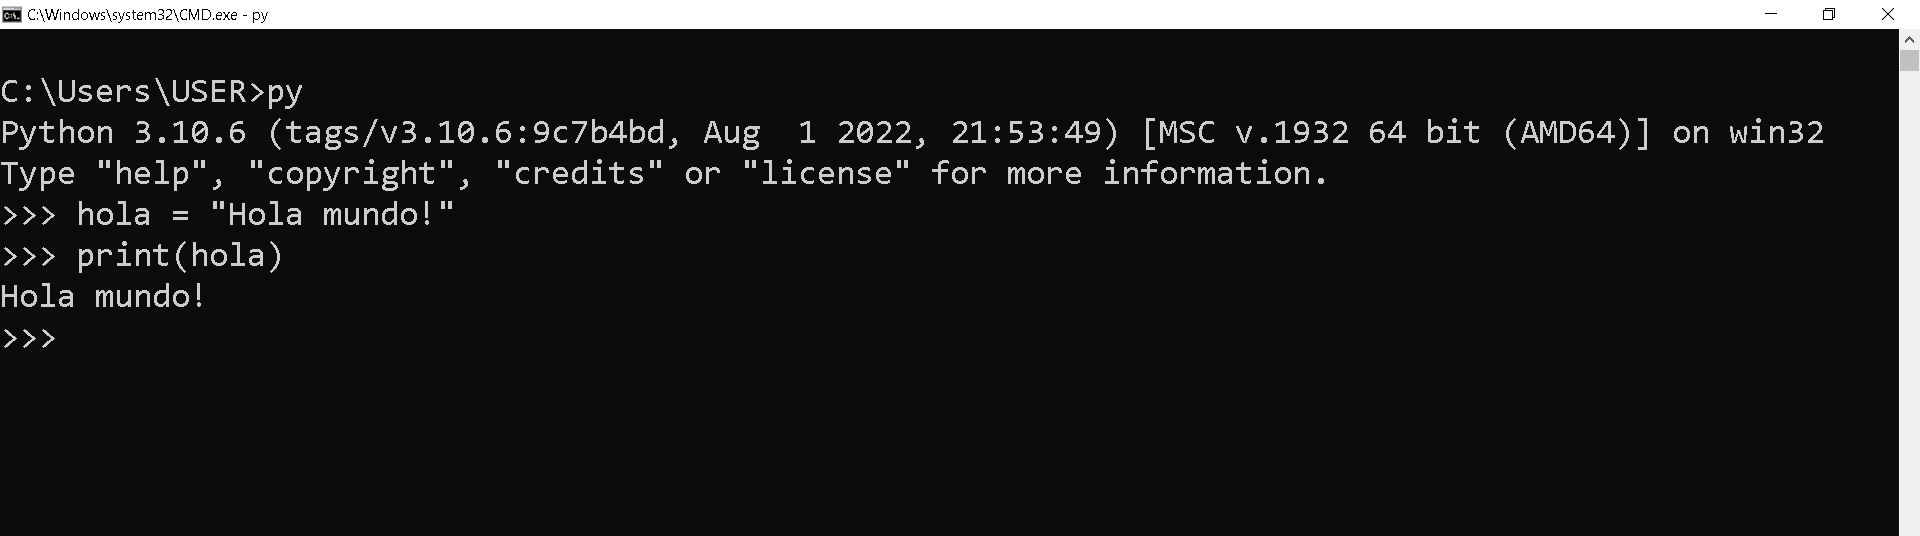 C:\Windows\system32\CMD.exe - py
C:\Users\USER>py
Python 3.10.6 (tags/v3.10.6:9c7b4bd, Aug  1 2022, 21:53:49) [MSC v.1932 64 bit (AMD64)] on win32
Type "help", "copyright", "credits" or "license" for more information.
>>> hola = "Hola mundo!"
>>> print(hola)
Hola mundo!
>>>